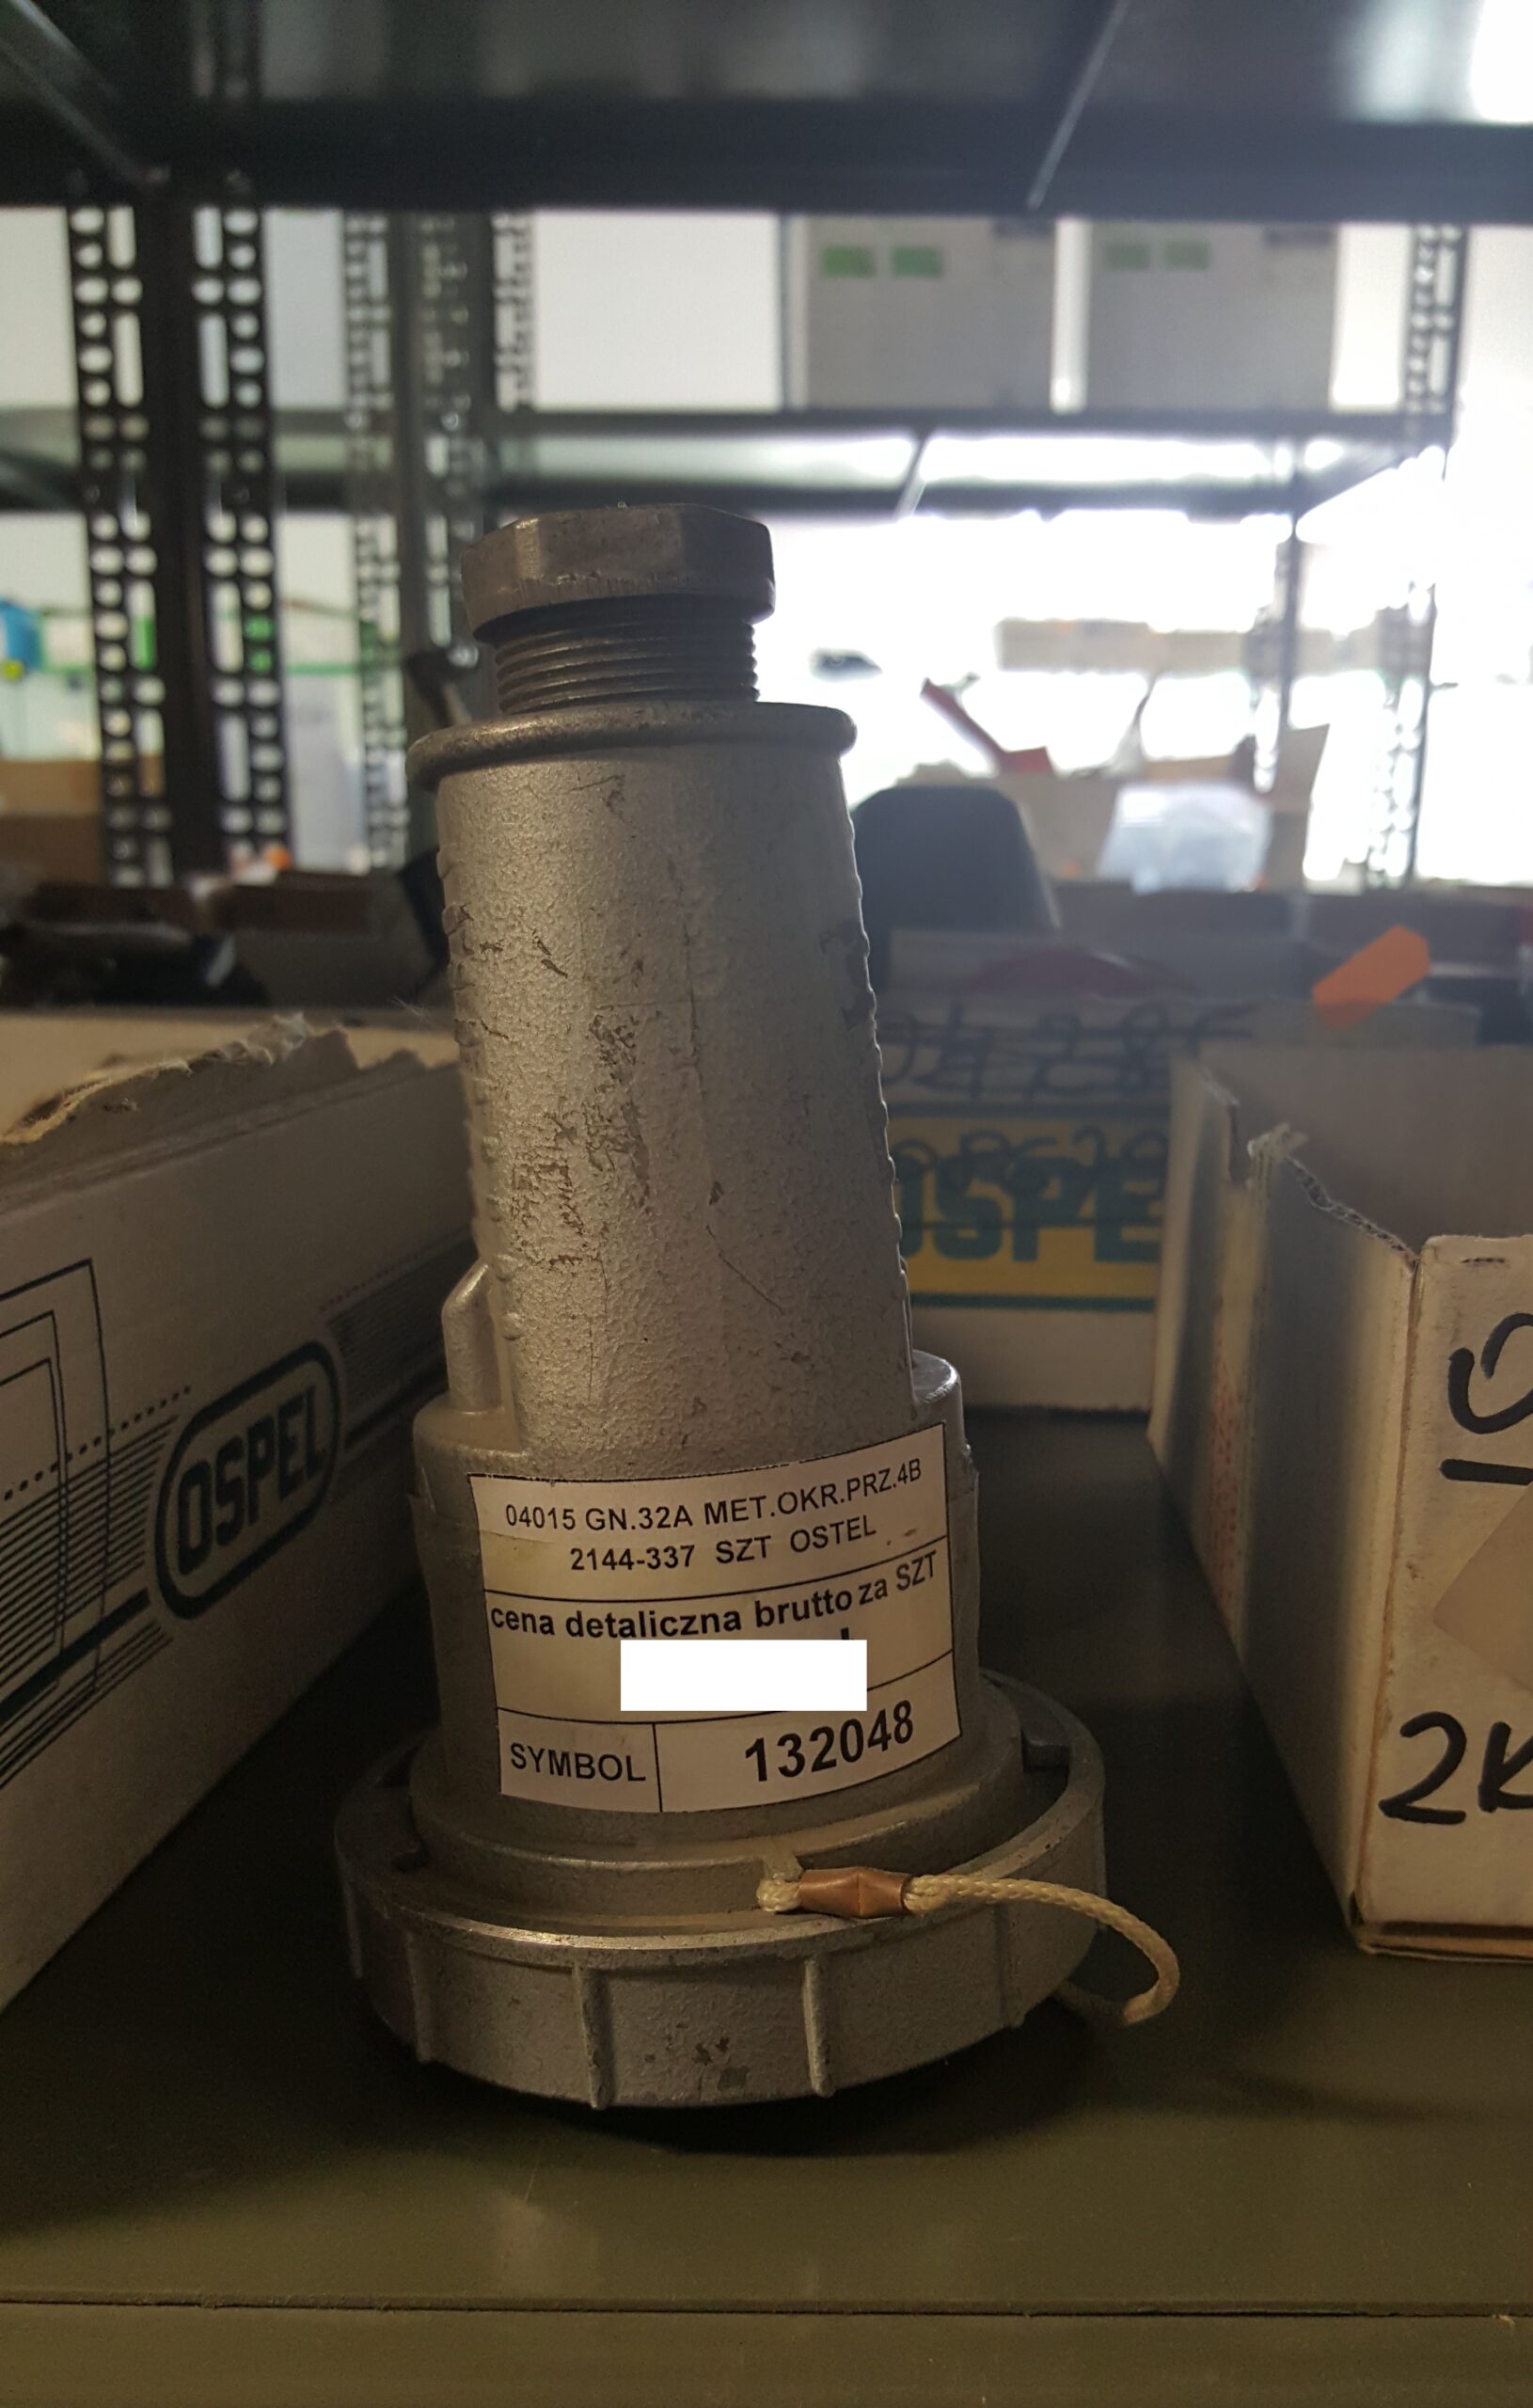 OSPEL
OSPE
04015 GN.32A MET.OKR.PRZ.4B
2144-337 SZT OSTEL
cena detaliczna brutto za SZT
SYMBOL 132048